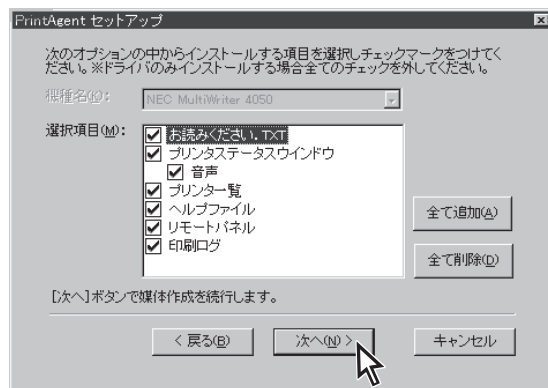 PrintAgent セットアップ
次のオプションの中からインストールする項目を選択しチェックマークをつけてく
ださい。※ドライバのみインストールする場合全てのチェックを外してください。
機種名(K):
NEC MultiWriter 4050
選択項目(M):
お読みください.TXT
プリンタステータスウインドウ
音声
プリンター覧
ヘルプファイル
リモートパネル
印刷ログ
全て追加(A)
全て削除(D)
[次へ]ボタンで媒体作成を続行します。
< 戻る(B)
次へ(N) >
キャンセル